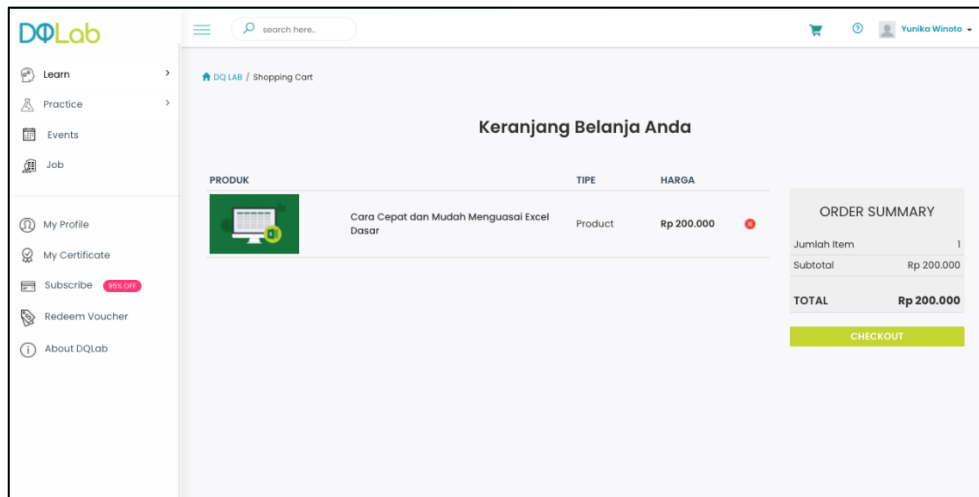 DQLab
search here..
Yunika Winoto
Learn
Practice
Events
Job
My Profile
My Certificate
Subscribe 95% OFF
Redeem Voucher
About DQLab
DQ LAB / Shopping Cart
Keranjang Belanja Anda
PRODUK TIPE HARGA
Cara Cepat dan Mudah Menguasai Excel
Dasar
Product Rp 200.000
ORDER SUMMARY
Jumlah Item 1
Subtotal Rp 200.000
TOTAL Rp 200.000
CHECKOUT